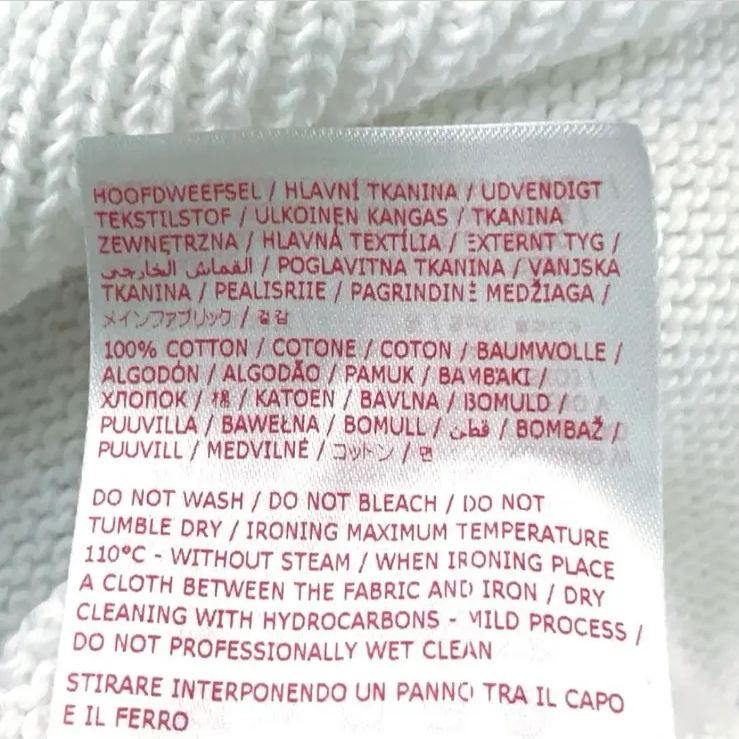 HOOFDWEEFSEL / HLAVNÍ TKANINA / UDVENDIGT
TEKSTILSTOF / ULKOINEN KANGAS / TKANINA
ZEWNĘTRZNA / HLAVNÁ TEXTÍLIA / EXTERNT TYG /
القماش الخارجي / POGLAVITNA TKANINA / VANJSKA
TKANINA / PEALISRIIE / PAGRINDINĖ MEDŽIAGA /
メインファブリック / 겉감
100% COTTON / COTONE / COTON / BAUMWOLLE /
ALGODÓN / ALGODÃO / PAMUK / BAMBAKI /
ХЛОПОК / 棉 / KATOEN / BAVLNA / BOMULD /
PUUVILLA / BAWEŁNA / BOMULL / قطن / BOMBAŽ /
PUUVILL / MEDVILNĖ / コットン / 면
DO NOT WASH / DO NOT BLEACH / DO NOT
TUMBLE DRY / IRONING MAXIMUM TEMPERATURE
110°C - WITHOUT STEAM / WHEN IRONING PLACE
A CLOTH BETWEEN THE FABRIC AND IRON / DRY
CLEANING WITH HYDROCARBONS - MILD PROCESS /
DO NOT PROFESSIONALLY WET CLEAN
STIRARE INTERPONENDO UN PANNO TRA IL CAPO
E IL FERRO